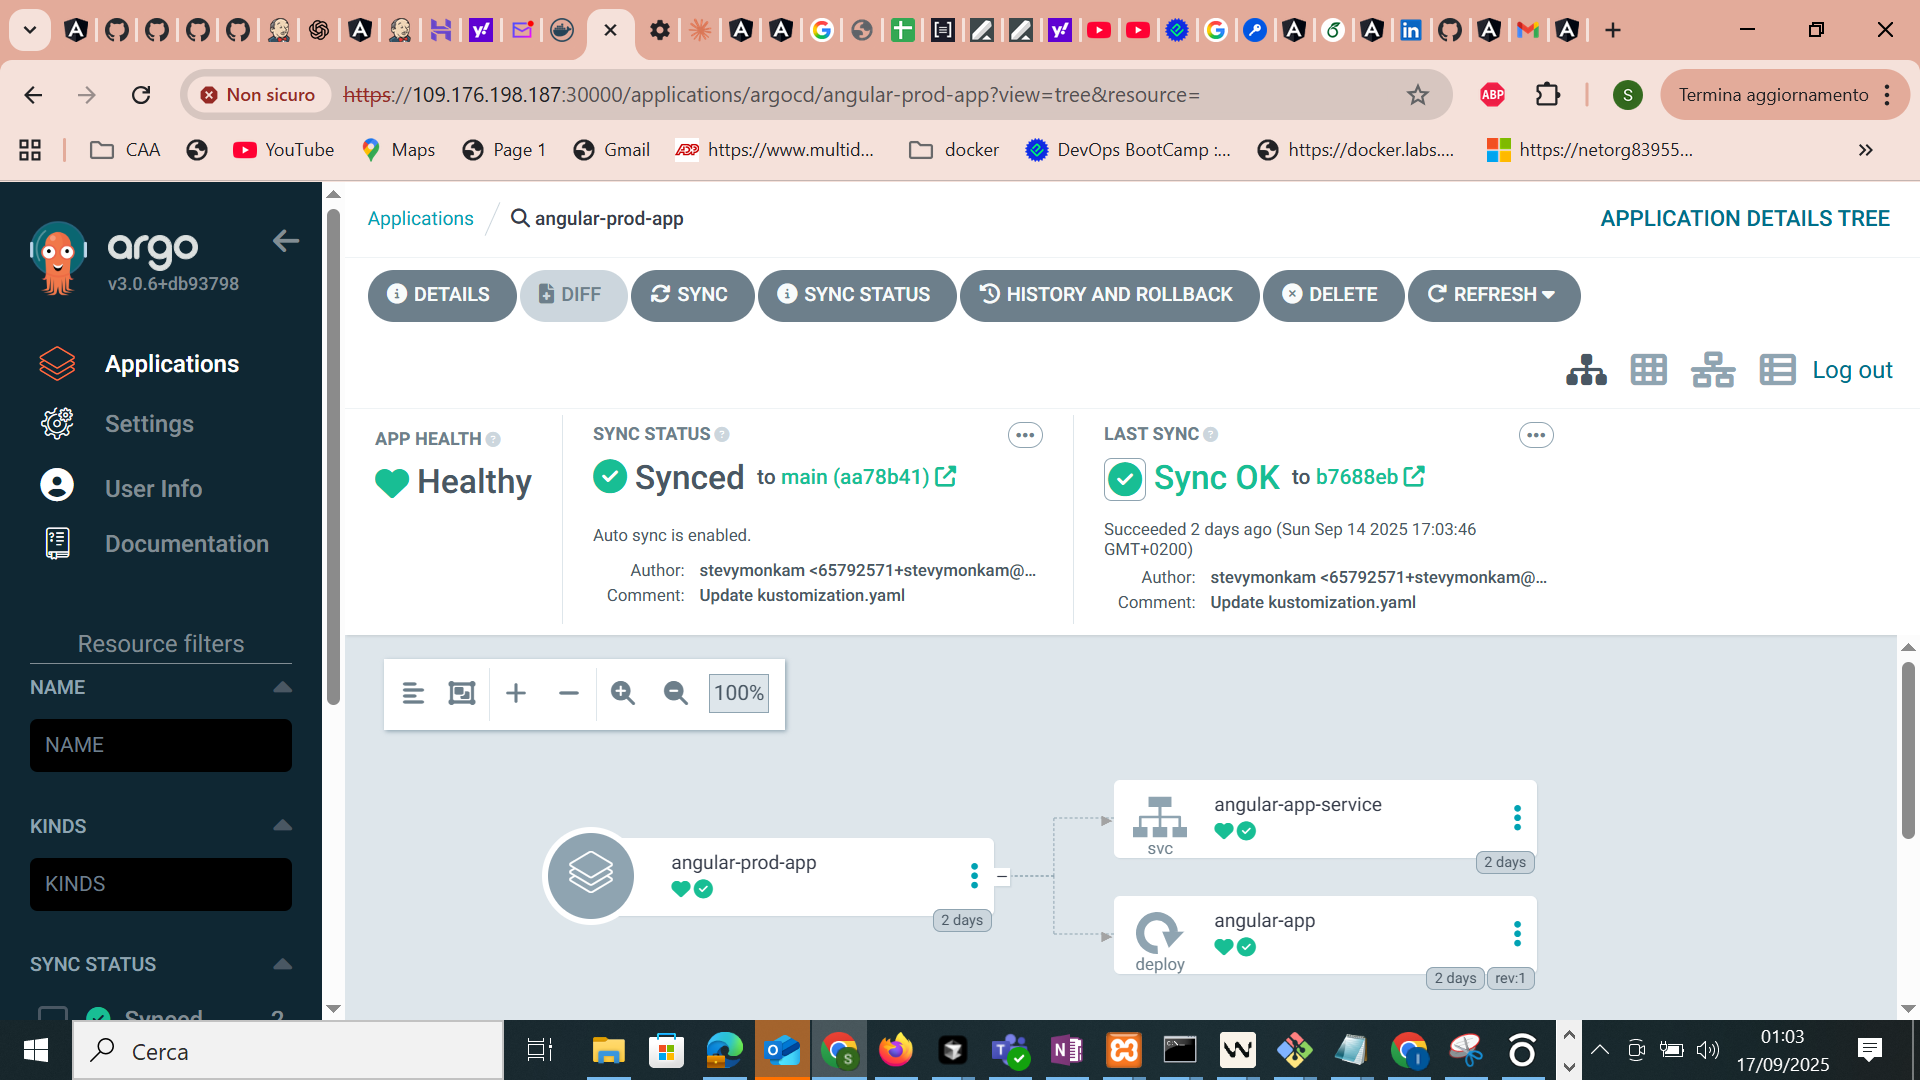 Non sicuro
https://109.176.198.187:30000/applications/argocd/angular-prod-app?view=tree&resource=
ABP
S
Termina aggiornamento
CAA
YouTube
Maps
Page 1
Gmail
https://www.multid...
docker
DevOps BootCamp :...
https://docker.labs....
https://netorg83955...
»
argo
v3.0.6+db93798
Applications
Settings
User Info
Documentation
Resource filters
NAME
NAME
KINDS
KINDS
SYNC STATUS
Synced 2
Applications / angular-prod-app
APPLICATION DETAILS TREE
DETAILS
DIFF
SYNC
SYNC STATUS
HISTORY AND ROLLBACK
DELETE
REFRESH
Log out
APP HEALTH
Healthy
SYNC STATUS
Synced to main (aa78b41)
Auto sync is enabled.
Author: stevymonkam <65792571+stevymonkam@...
Comment: Update kustomization.yaml
LAST SYNC
Sync OK to b7688eb
Succeeded 2 days ago (Sun Sep 14 2025 17:03:46
GMT+0200)
Author: stevymonkam <65792571+stevymonkam@...
Comment: Update kustomization.yaml
100%
angular-prod-app
2 days
angular-app-service
svc
2 days
angular-app
deploy
2 days
rev:1
Cerca
01:03
17/09/2025